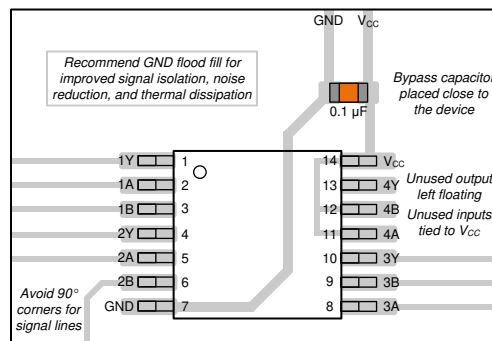 GND VCC
Recommend GND flood fill for
improved signal isolation, noise
reduction, and thermal dissipation
Bypass capacitor
placed close to
the device
0.1 µF
1Y 1 14 VCC
1A 2 13 4Y
Unused output
left floating
1B 3 12 4B
Unused inputs
tied to VCC
2Y 4 11 4A
2A 5 10 3Y
2B 6 9 3B
GND 7 8 3A
Avoid 90°
corners for
signal lines